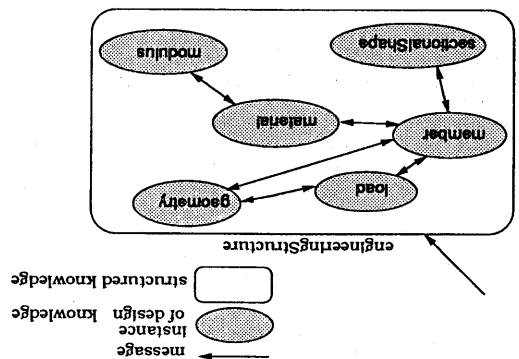 message
instance
of design knowledge
structured knowledge
engineeringStructure
load
geometry
member
material
sectionalShape
modulus